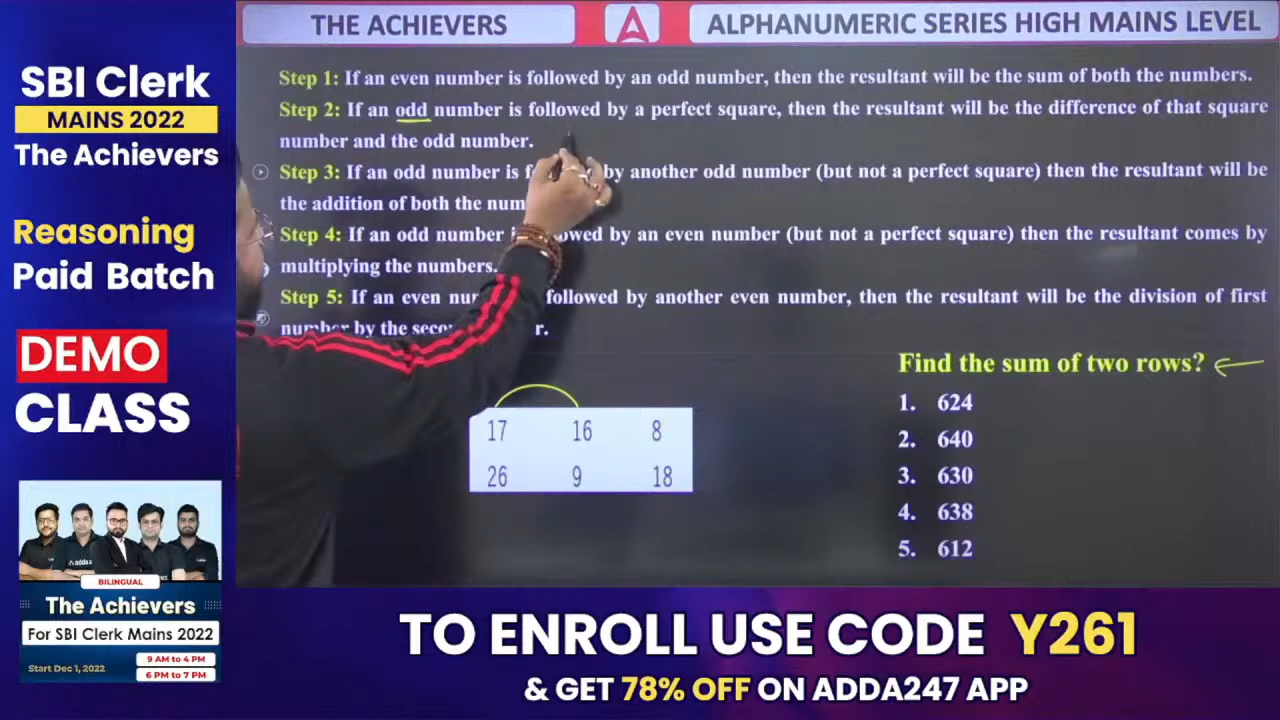 THE ACHIEVERS
ALPHANUMERIC SERIES HIGH MAINS LEVEL
SBI Clerk
MAINS 2022
The Achievers
Reasoning
Paid Batch
DEMO
CLASS
Step 1: If an even number is followed by an odd number, then the resultant will be the sum of both the numbers.
Step 2: If an odd number is followed by a perfect square, then the resultant will be the difference of that square
number and the odd number.
Step 3: If an odd number is by another odd number (but not a perfect square) then the resultant will be
the addition of both the
Step 4: If an odd number by an even number (but not a perfect square) then the resultant comes by
multiplying the numbers.
Step 5: If an even followed by another even number, then the resultant will be the division of first
number by the
Find the sum of two rows?
1. 624
2. 640
3. 630
4. 638
5. 612
17 16 8
26 9 18
BILINGUAL
The Achievers
For SBI Clerk Mains 2022
Start Dec 1, 2022
9 AM to 4 PM
6 PM to 7 PM
TO ENROLL USE CODE Y261
& GET 78% OFF ON ADDA247 APP